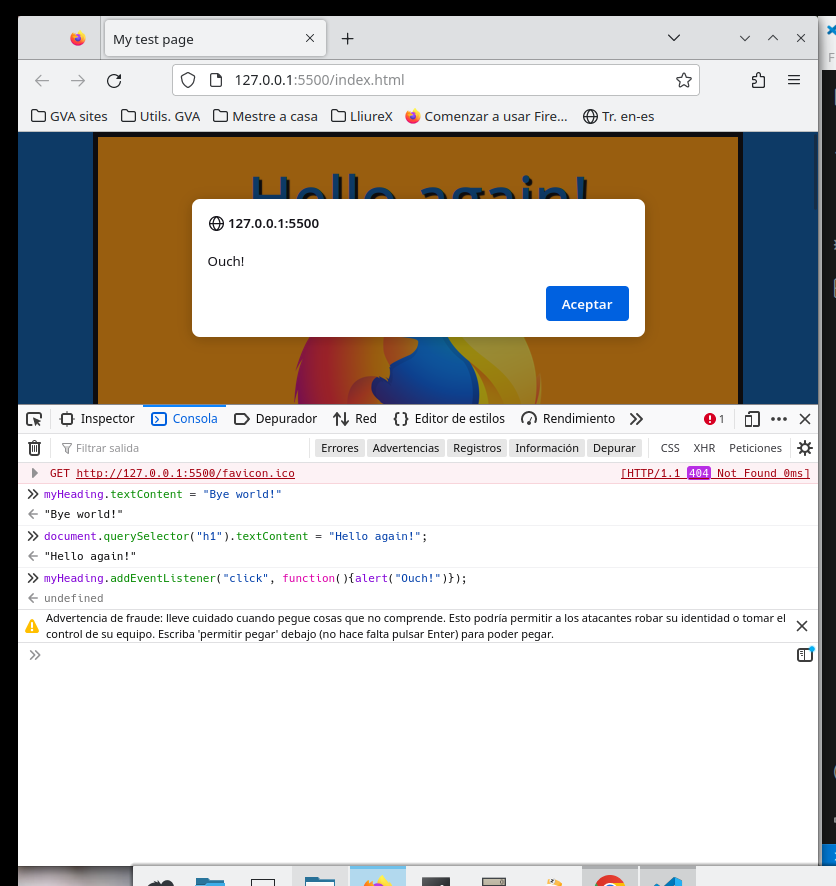 My test page
127.0.0.1:5500/index.html
GVA sites Utils. GVA Mestre a casa LliureX Comenzar a usar Fire... Tr. en-es
Hello again!
127.0.0.1:5500
Ouch!
Aceptar
Inspector Consola Depurador Red Editor de estilos Rendimiento 1
Filtrar salida Errores Advertencias Registros Información Depurar CSS XHR Peticiones
GET http://127.0.0.1:5500/favicon.ico [HTTP/1.1 404 Not Found 0ms]
myHeading.textContent = "Bye world!"
"Bye world!"
document.querySelector("h1").textContent = "Hello again!";
"Hello again!"
myHeading.addEventListener("click", function(){alert("Ouch!")});
undefined
Advertencia de fraude: lleve cuidado cuando pegue cosas que no comprende. Esto podría permitir a los atacantes robar su identidad o tomar el
control de su equipo. Escriba 'permitir pegar' debajo (no hace falta pulsar Enter) para poder pegar.